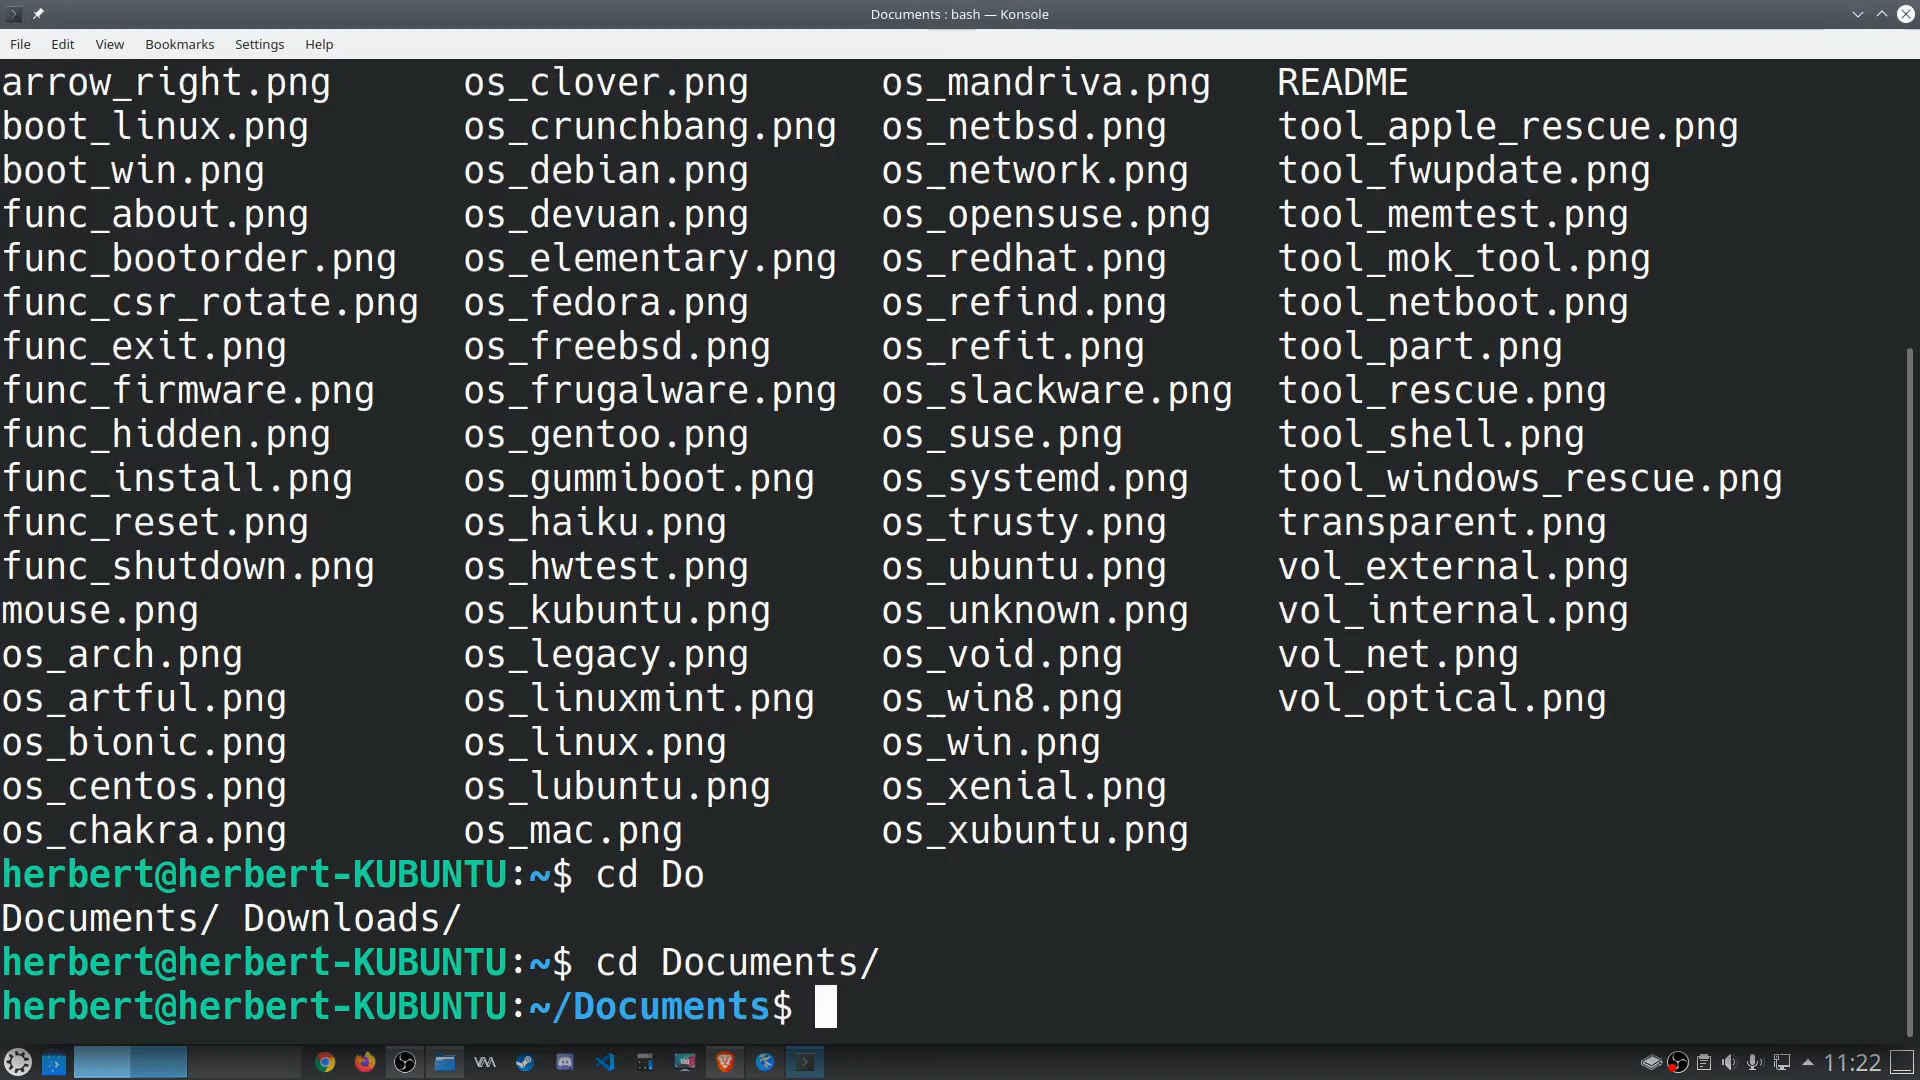 Documents : bash — Konsole
File Edit View Bookmarks Settings Help
arrow_right.png os_clover.png os_mandriva.png README
boot_linux.png os_crunchbang.png os_netbsd.png tool_apple_rescue.png
boot_win.png os_debian.png os_network.png tool_fwupdate.png
func_about.png os_devuan.png os_opensuse.png tool_memtest.png
func_bootorder.png os_elementary.png os_redhat.png tool_mok_tool.png
func_csr_rotate.png os_fedora.png os_refind.png tool_netboot.png
func_exit.png os_freebsd.png os_refit.png tool_part.png
func_firmware.png os_frugalware.png os_slackware.png tool_rescue.png
func_hidden.png os_gentoo.png os_suse.png tool_shell.png
func_install.png os_gummiboot.png os_systemd.png tool_windows_rescue.png
func_reset.png os_haiku.png os_trusty.png transparent.png
func_shutdown.png os_hwtest.png os_ubuntu.png vol_external.png
mouse.png os_kubuntu.png os_unknown.png vol_internal.png
os_arch.png os_legacy.png os_void.png vol_net.png
os_artful.png os_linuxmint.png os_win8.png vol_optical.png
os_bionic.png os_linux.png os_win.png
os_centos.png os_lubuntu.png os_xenial.png
os_chakra.png os_mac.png os_xubuntu.png
herbert@herbert-KUBUNTU:~$ cd Do
Documents/ Downloads/
herbert@herbert-KUBUNTU:~$ cd Documents/
herbert@herbert-KUBUNTU:~/Documents$
11:22